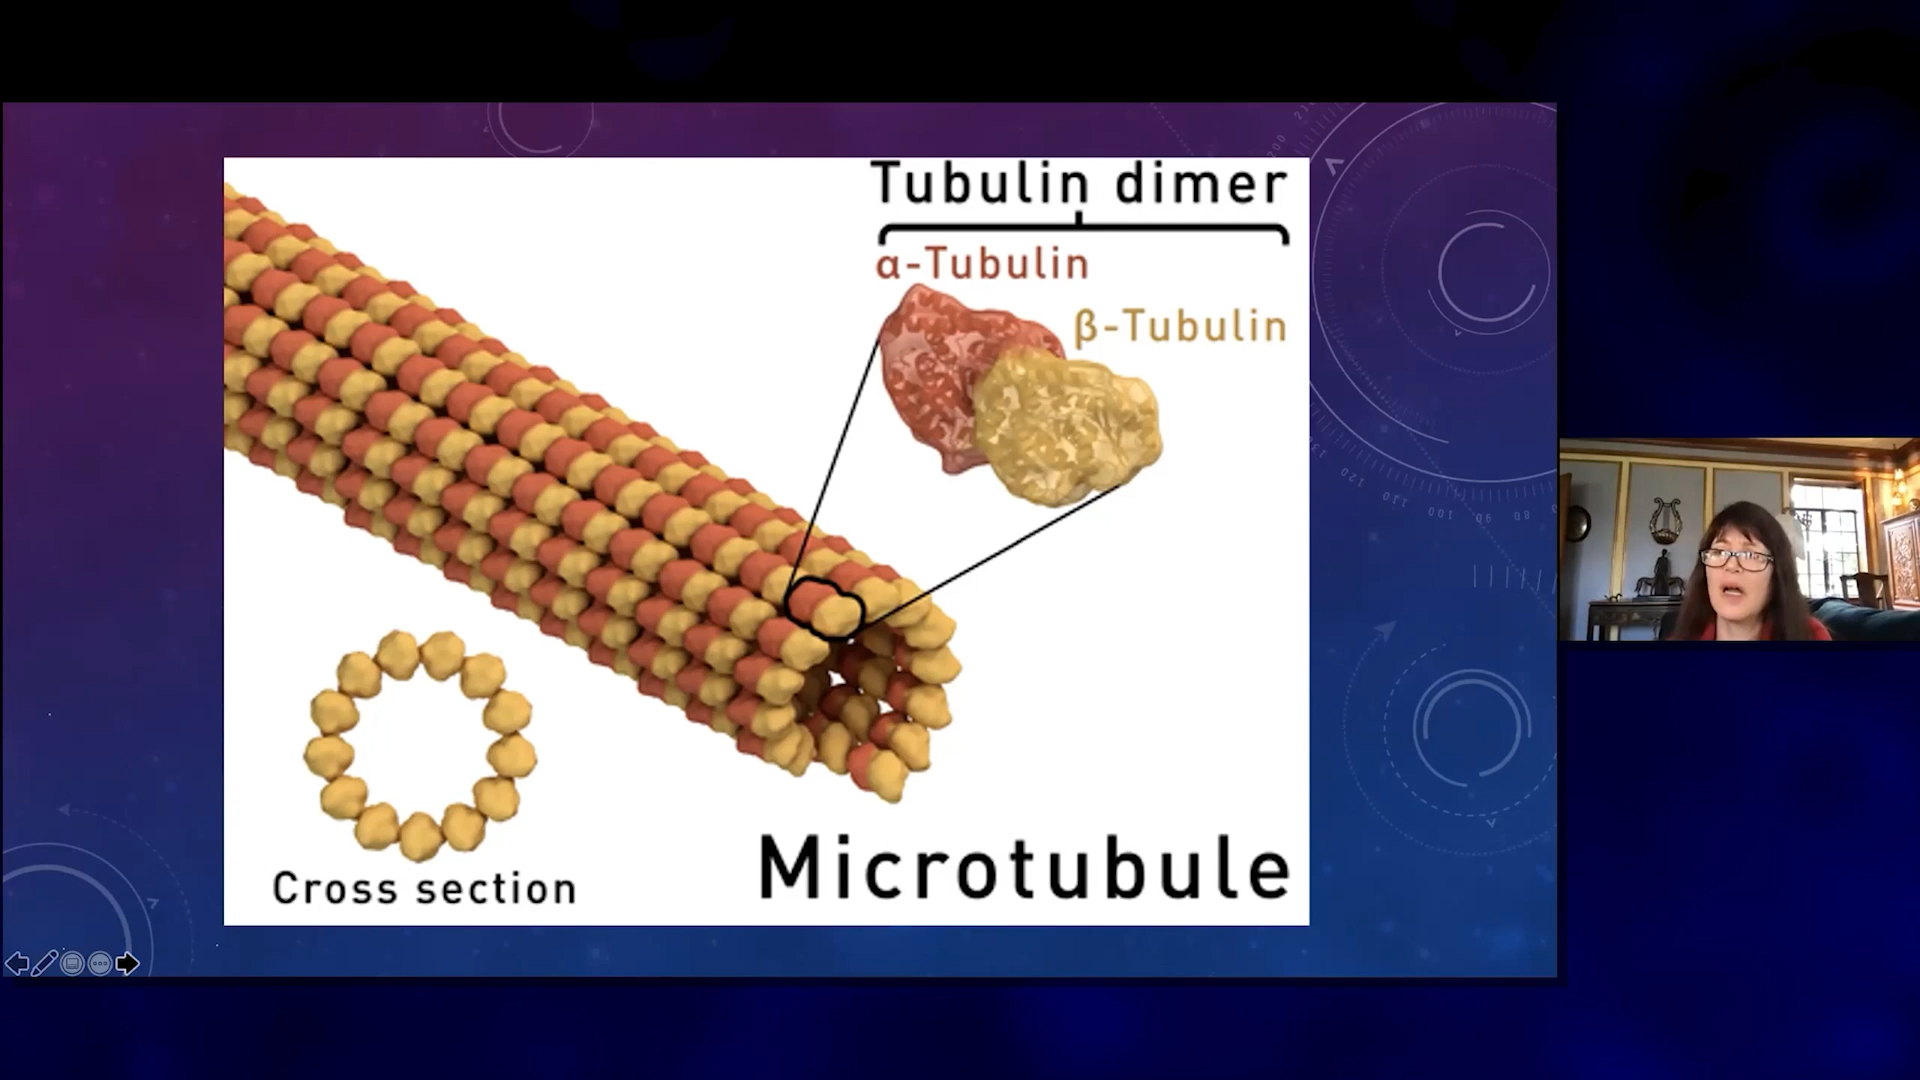 Tubulin dimer
α-Tubulin
β-Tubulin
Cross section
Microtubule